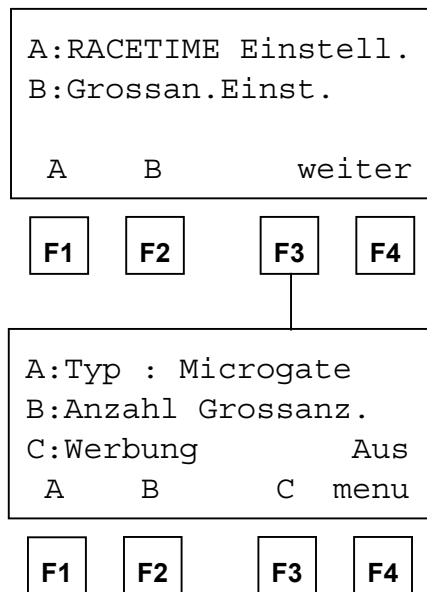 A:RACETIME Einstell.
B:Grossan.Einst.
A B weiter
F1 F2 F3 F4
A:Typ : Microgate
B:Anzahl Grossanz.
C:Werbung Aus
A B C menu
F1 F2 F3 F4